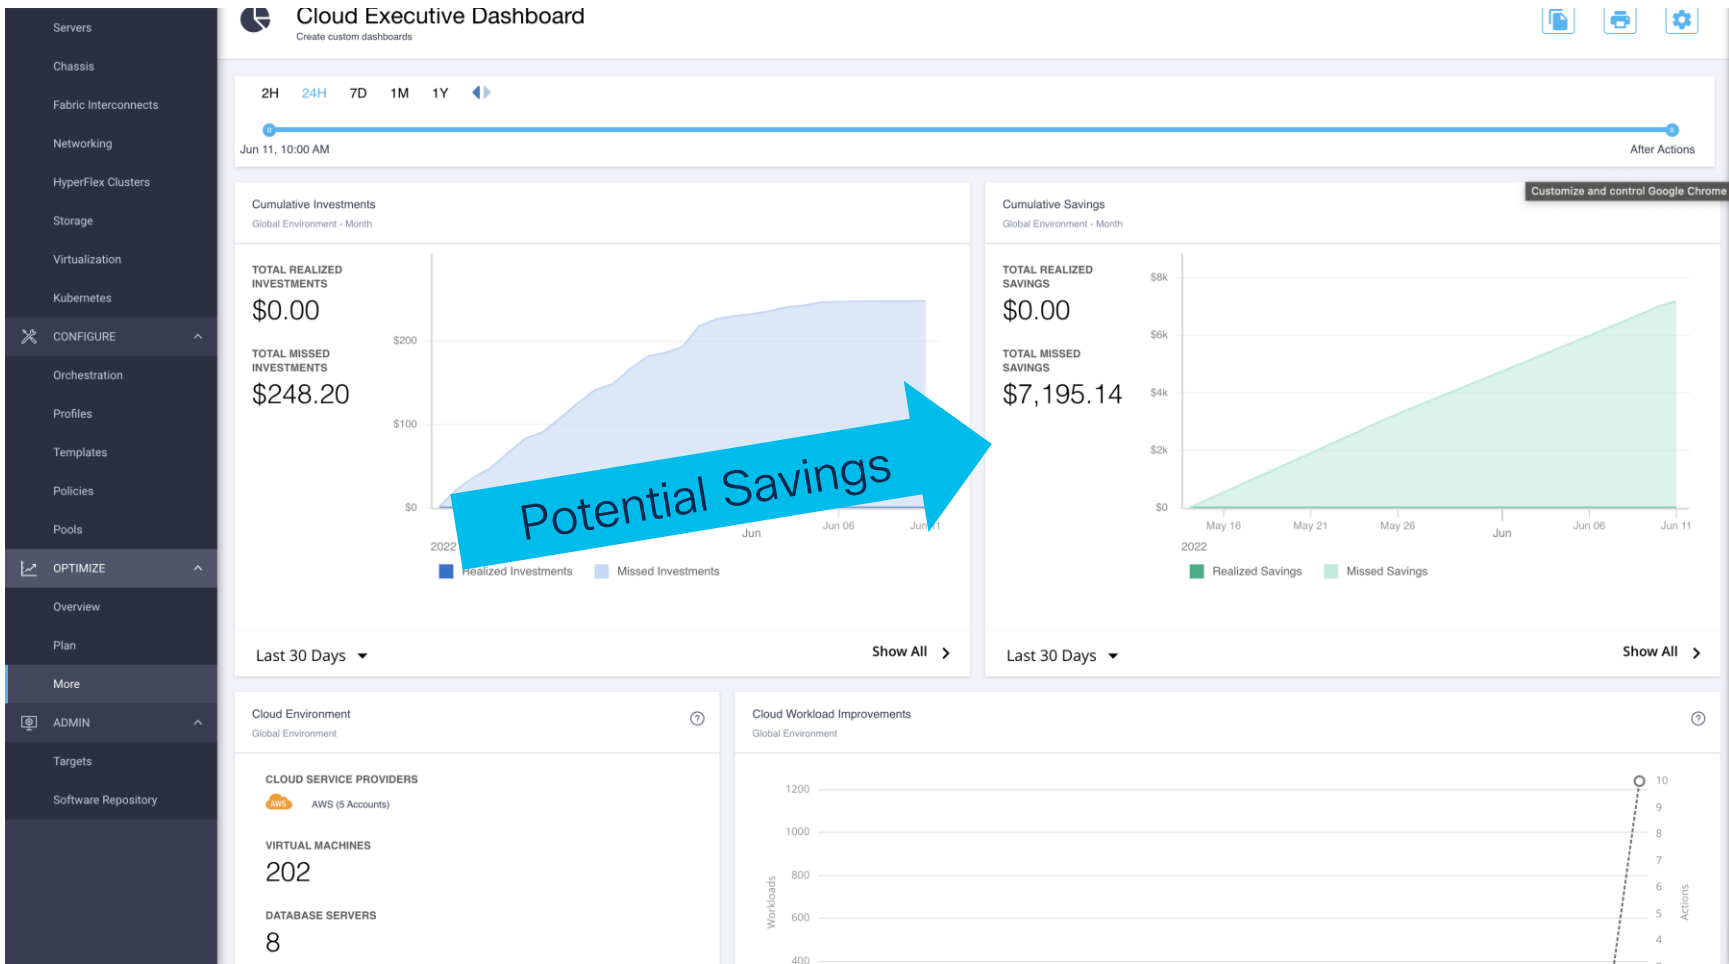 Servers
Chassis
Fabric Interconnects
Networking
HyperFlex Clusters
Storage
Virtualization
Kubernetes
CONFIGURE
Orchestration
Profiles
Templates
Policies
Pools
OPTIMIZE
Overview
Plan
More
ADMIN
Targets
Software Repository
Cloud Executive Dashboard
Create custom dashboards
2H 24H 7D 1M 1Y
Jun 11, 10:00 AM
After Actions
Customize and control Google Chrome
Cumulative Investments
Global Environment - Month
TOTAL REALIZED
INVESTMENTS
$0.00
TOTAL MISSED
INVESTMENTS
$248.20
$200
$100
$0
2022
Jun
Jun 06
Jun 11
Potential Savings
Realized Investments
Missed Investments
Last 30 Days
Show All
Cumulative Savings
Global Environment - Month
TOTAL REALIZED
SAVINGS
$0.00
TOTAL MISSED
SAVINGS
$7,195.14
$8k
$6k
$4k
$2k
$0
May 16
May 21
May 26
Jun
Jun 06
Jun 11
2022
Realized Savings
Missed Savings
Last 30 Days
Show All
Cloud Environment
Global Environment
CLOUD SERVICE PROVIDERS
AWS
AWS (5 Accounts)
VIRTUAL MACHINES
202
DATABASE SERVERS
8
Cloud Workload Improvements
Global Environment
1200
1000
800
600
400
Workloads
10
9
8
7
6
5
4
Actions